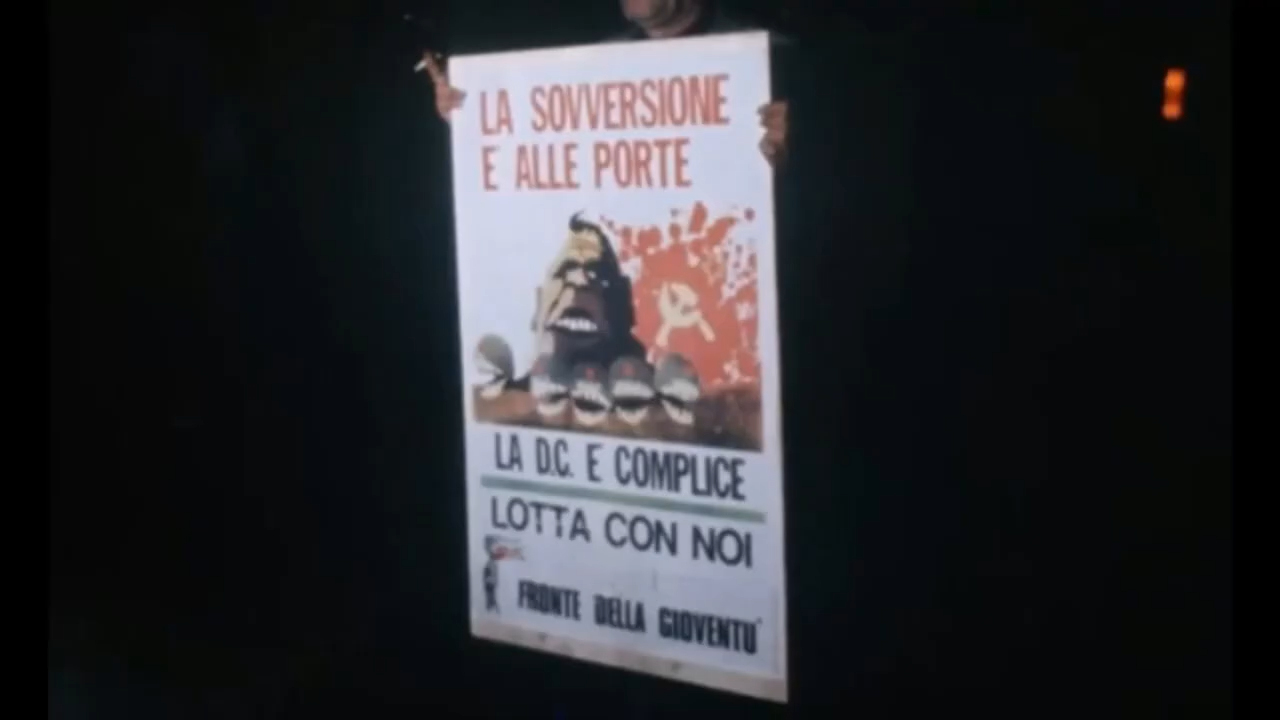 LA SOVVERSIONE
E' ALLE PORTE
LA D.C. E' COMPLICE
LOTTA CON NOI
FRONTE DELLA GIOVENTU'